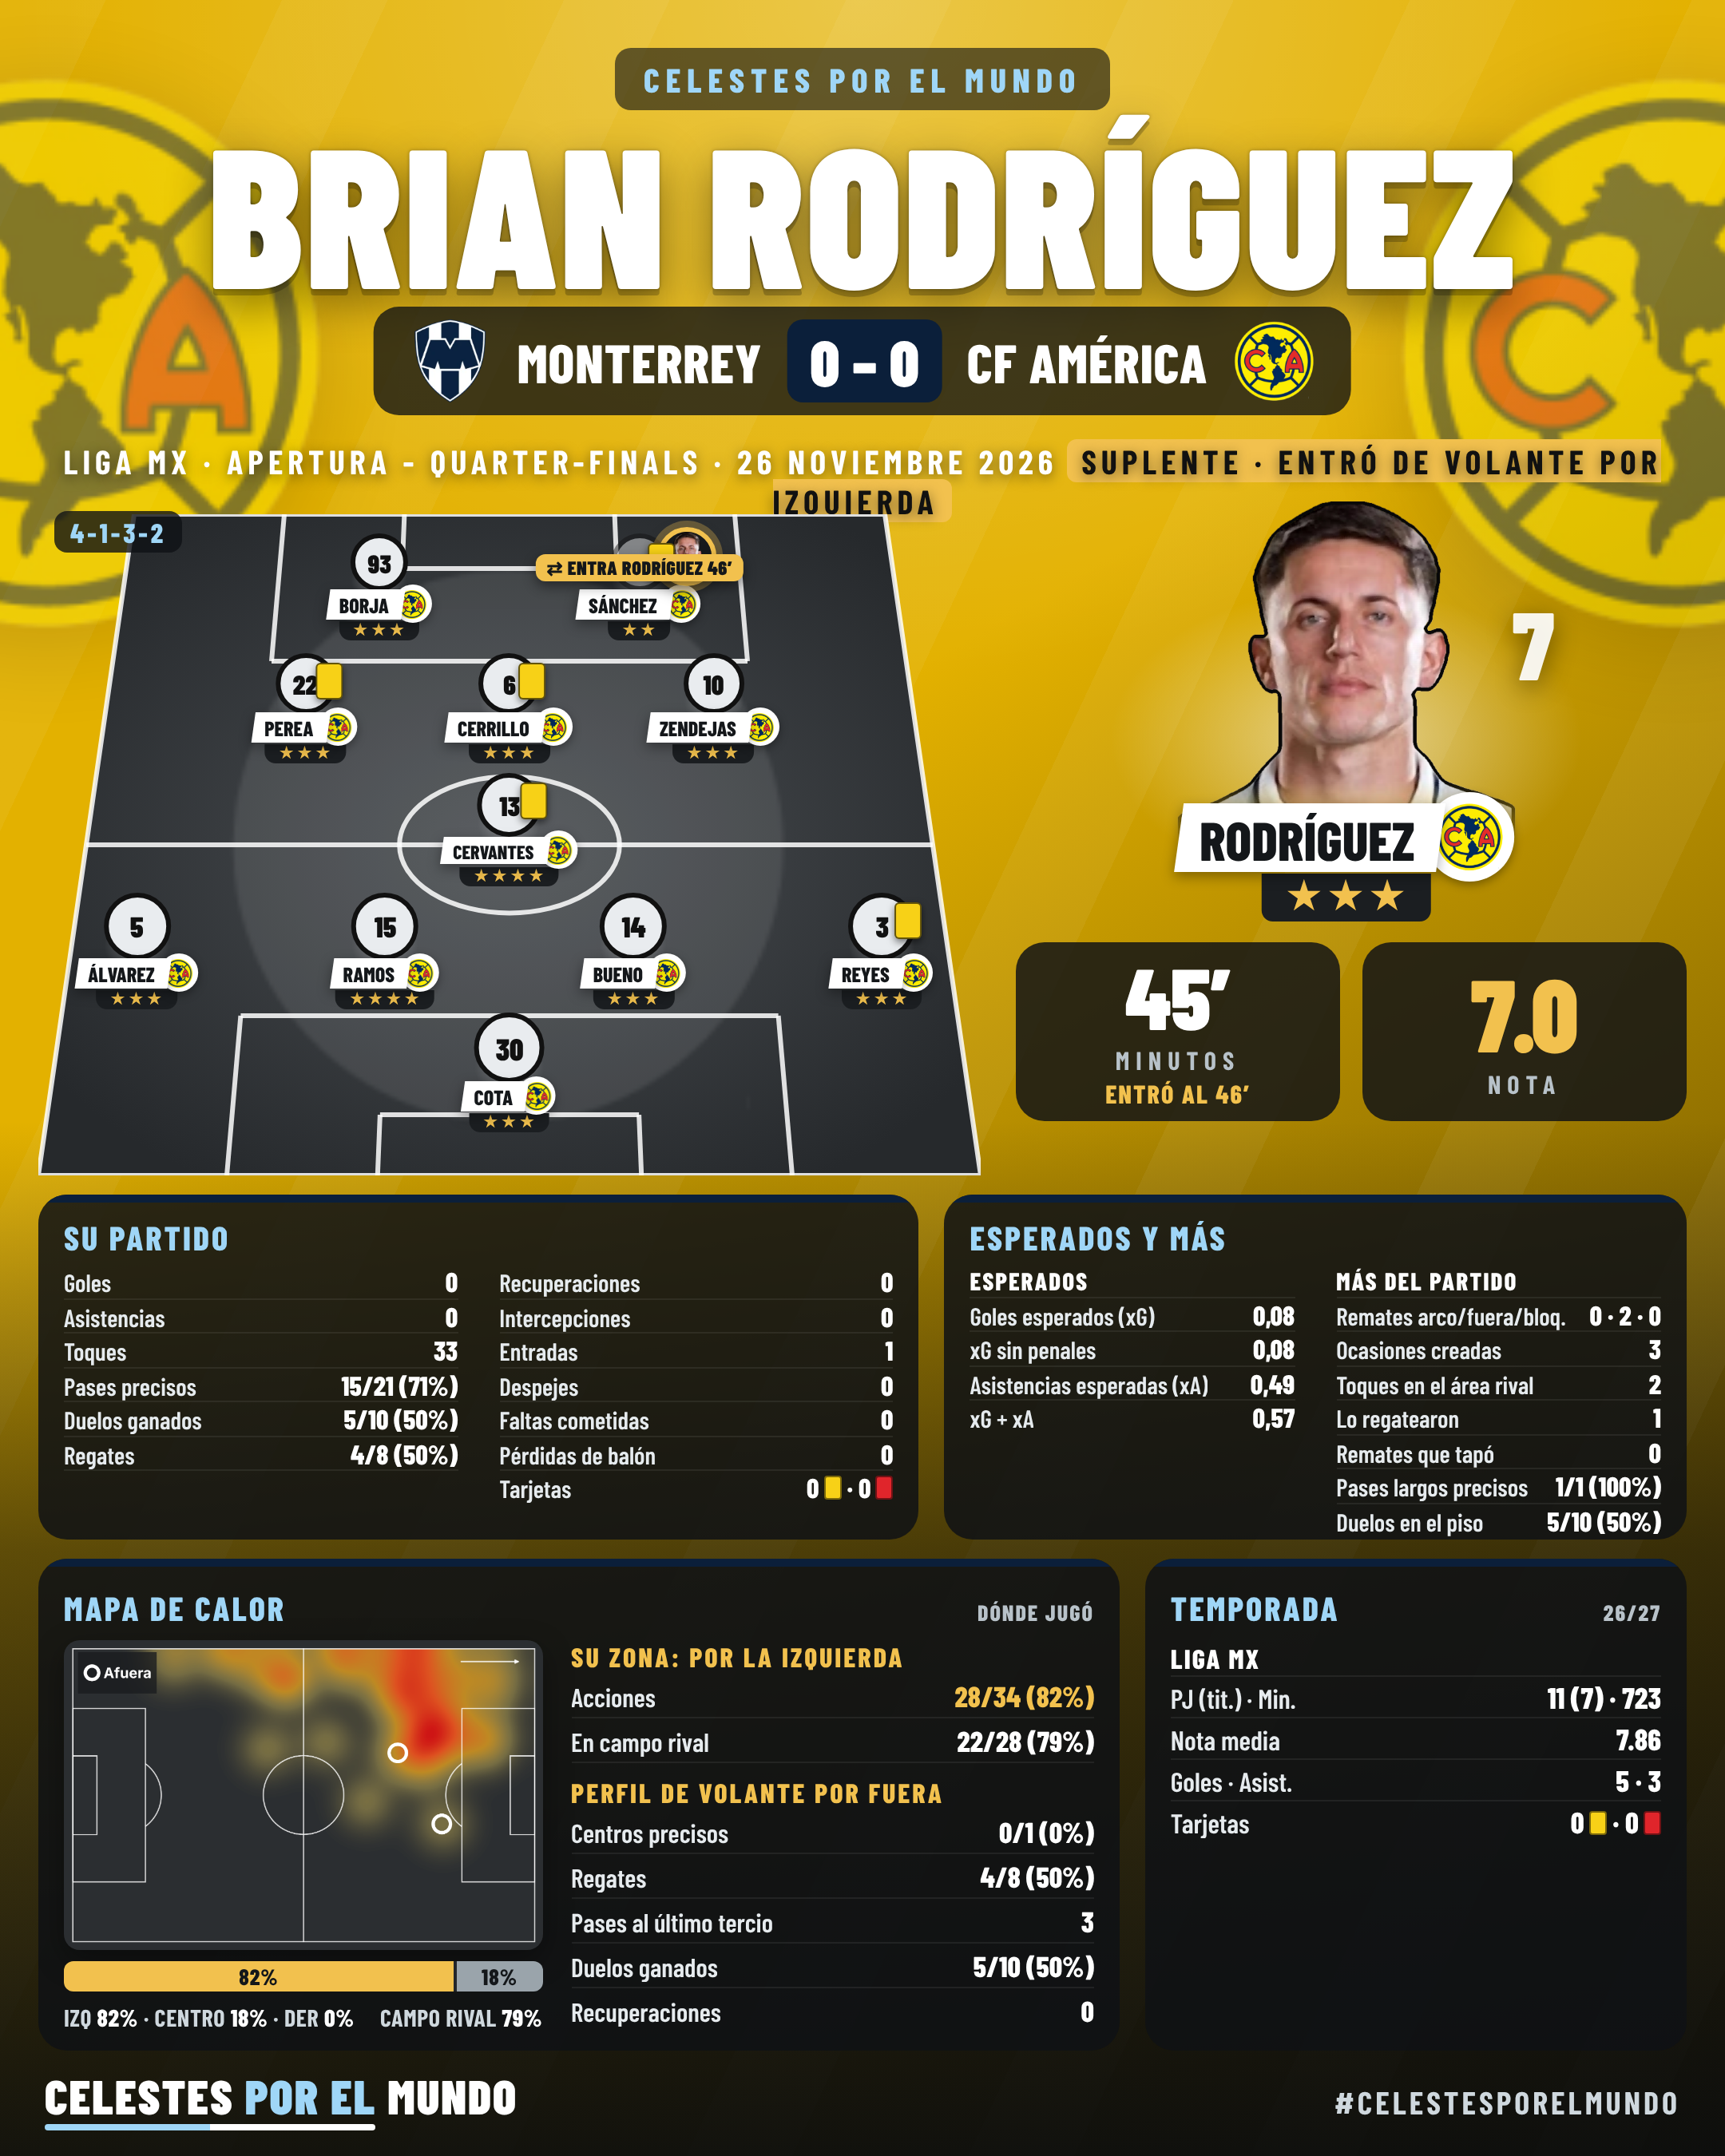 CELESTES POR EL MUNDO
BRIAN RODRÍGUEZ
MONTERREY 0 - 0 CF AMÉRICA
LIGA MX · APERTURA - QUARTER-FINALS · 26 NOVIEMBRE 2026 SUPLENTE · ENTRÓ DE VOLANTE POR
IZQUIERDA
4-1-3-2
93
⇄ ENTRA RODRÍGUEZ 46'
BORJA
SÁNCHEZ
★★★
★★
22
6
10
PEREA
CERRILLO
ZENDEJAS
★★★
★★★
★★★
13
CERVANTES
★★★★
5
15
14
3
ÁLVAREZ
RAMOS
BUENO
REYES
★★★
★★★★
★★★
★★★
30
COTA
★★★
7
RODRÍGUEZ
CA
★★★
45'
MINUTOS
ENTRÓ AL 46'
7.0
NOTA
SU PARTIDO
Goles 0
Asistencias 0
Toques 33
Pases precisos 15/21 (71%)
Duelos ganados 5/10 (50%)
Regates 4/8 (50%)
Recuperaciones 0
Intercepciones 0
Entradas 1
Despejes 0
Faltas cometidas 0
Pérdidas de balón 0
Tarjetas 0 · 0
ESPERADOS Y MÁS
ESPERADOS
Goles esperados (xG) 0,08
xG sin penales 0,08
Asistencias esperadas (xA) 0,49
xG + xA 0,57
MÁS DEL PARTIDO
Remates arco/fuera/bloq. 0 · 2 · 0
Ocasiones creadas 3
Toques en el área rival 2
Lo regatearon 1
Remates que tapó 0
Pases largos precisos 1/1 (100%)
Duelos en el piso 5/10 (50%)
MAPA DE CALOR
DÓNDE JUGÓ
Afuera
82% 18%
IZQ 82% · CENTRO 18% · DER 0% CAMPO RIVAL 79%
SU ZONA: POR LA IZQUIERDA
Acciones 28/34 (82%)
En campo rival 22/28 (79%)
PERFIL DE VOLANTE POR FUERA
Centros precisos 0/1 (0%)
Regates 4/8 (50%)
Pases al último tercio 3
Duelos ganados 5/10 (50%)
Recuperaciones 0
TEMPORADA
26/27
LIGA MX
PJ (tit.) · Min. 11 (7) · 723
Nota media 7.86
Goles · Asist. 5 · 3
Tarjetas 0 · 0
CELESTES POR EL MUNDO
#CELESTESPORELMUNDO